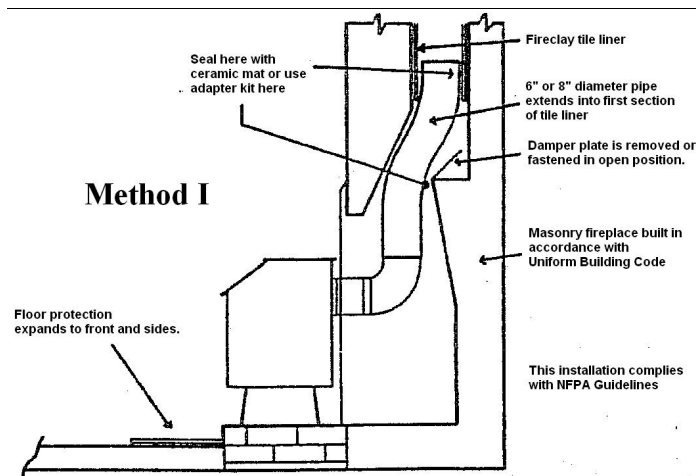 Fireclay tile liner
Seal here with
ceramic mat or use
adapter kit here
6" or 8" diameter pipe
extends into first section
of tile liner
Damper plate is removed or
fastened in open position.
Method I
Masonry fireplace built in
accordance with
Uniform Building Code
Floor protection
expands to front and sides.
This installation complies
with NFPA Guidelines